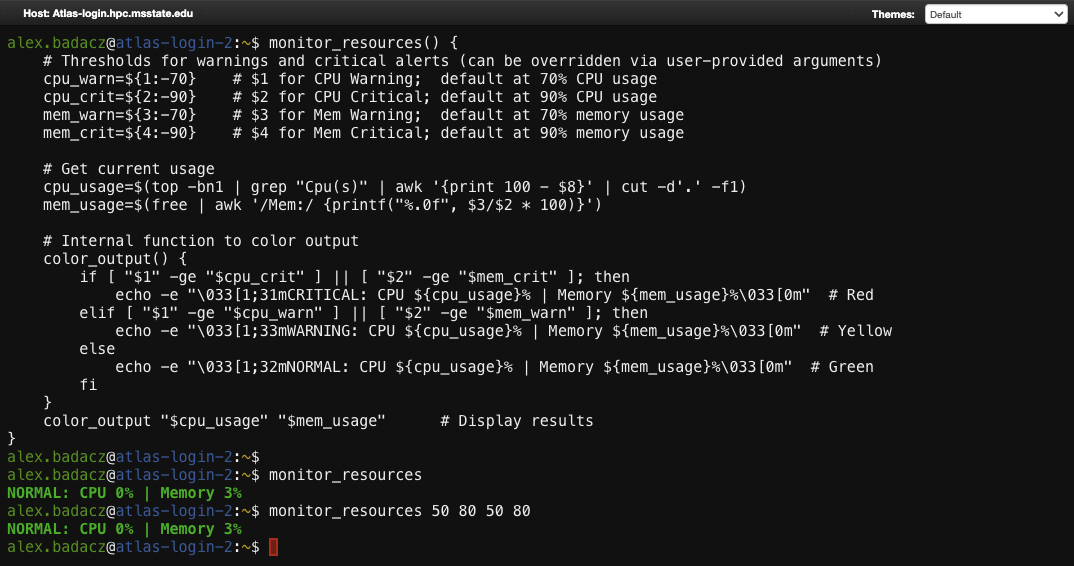 Host: Atlas-login.hpc.msstate.edu
Themes: Default
alex.badacz@atlas-login-2:~$ monitor_resources() {
    # Thresholds for warnings and critical alerts (can be overridden via user-provided arguments)
    cpu_warn=${1:-70}    # $1 for CPU Warning;  default at 70% CPU usage
    cpu_crit=${2:-90}    # $2 for CPU Critical; default at 90% CPU usage
    mem_warn=${3:-70}    # $3 for Mem Warning;  default at 70% memory usage
    mem_crit=${4:-90}    # $4 for Mem Critical; default at 90% memory usage

    # Get current usage
    cpu_usage=$(top -bn1 | grep "Cpu(s)" | awk '{print 100 - $8}' | cut -d'.' -f1)
    mem_usage=$(free | awk '/Mem:/ {printf("%.0f", $3/$2 * 100)}')

    # Internal function to color output
    color_output() {
        if [ "$1" -ge "$cpu_crit" ] || [ "$2" -ge "$mem_crit" ]; then
            echo -e "\033[1;31mCRITICAL: CPU ${cpu_usage}% | Memory ${mem_usage}%\033[0m"  # Red
        elif [ "$1" -ge "$cpu_warn" ] || [ "$2" -ge "$mem_warn" ]; then
            echo -e "\033[1;33mWARNING: CPU ${cpu_usage}% | Memory ${mem_usage}%\033[0m"  # Yellow
        else
            echo -e "\033[1;32mNORMAL: CPU ${cpu_usage}% | Memory ${mem_usage}%\033[0m"  # Green
        fi
    }
    color_output "$cpu_usage" "$mem_usage"      # Display results
}
alex.badacz@atlas-login-2:~$
alex.badacz@atlas-login-2:~$ monitor_resources
NORMAL: CPU 0% | Memory 3%
alex.badacz@atlas-login-2:~$ monitor_resources 50 80 50 80
NORMAL: CPU 0% | Memory 3%
alex.badacz@atlas-login-2:~$